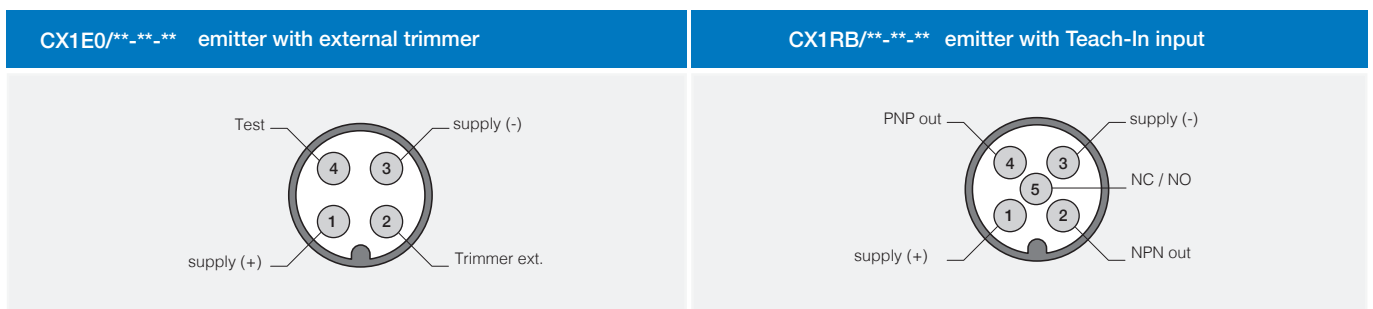 CX1E0/**-**-** emitter with external trimmer
Test
supply (-)
4
3
1
2
supply (+)
Trimmer ext.
CX1RB/**-**-** emitter with Teach-In input
PNP out
supply (-)
4
3
5
NC / NO
1
2
supply (+)
NPN out